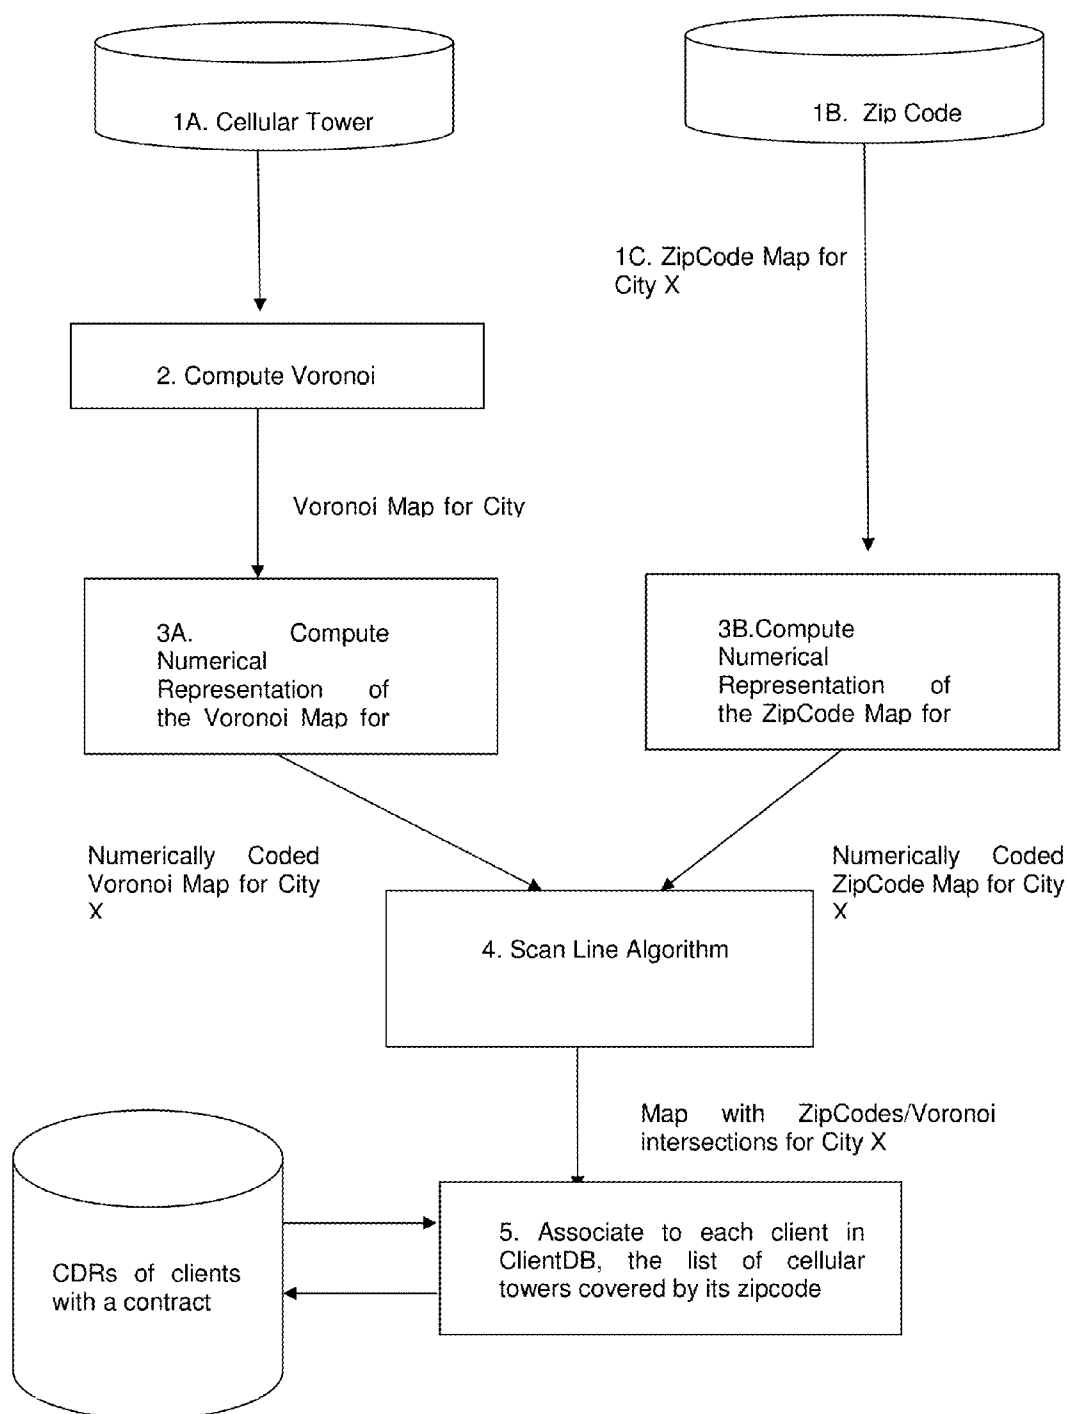 1A. Cellular Tower
1B. Zip Code
1C. ZipCode Map for
City X
2. Compute Voronoi
Voronoi Map for City
3A. Compute
Numerical
Representation of
the Voronoi Map for
3B.Compute
Numerical
Representation of
the ZipCode Map for
Numerically Coded
Voronoi Map for City
X
Numerically Coded
ZipCode Map for City
X
4. Scan Line Algorithm
Map with ZipCodes/Voronoi
intersections for City X
5. Associate to each client in
ClientDB, the list of cellular
towers covered by its zipcode
CDRs of clients
with a contract